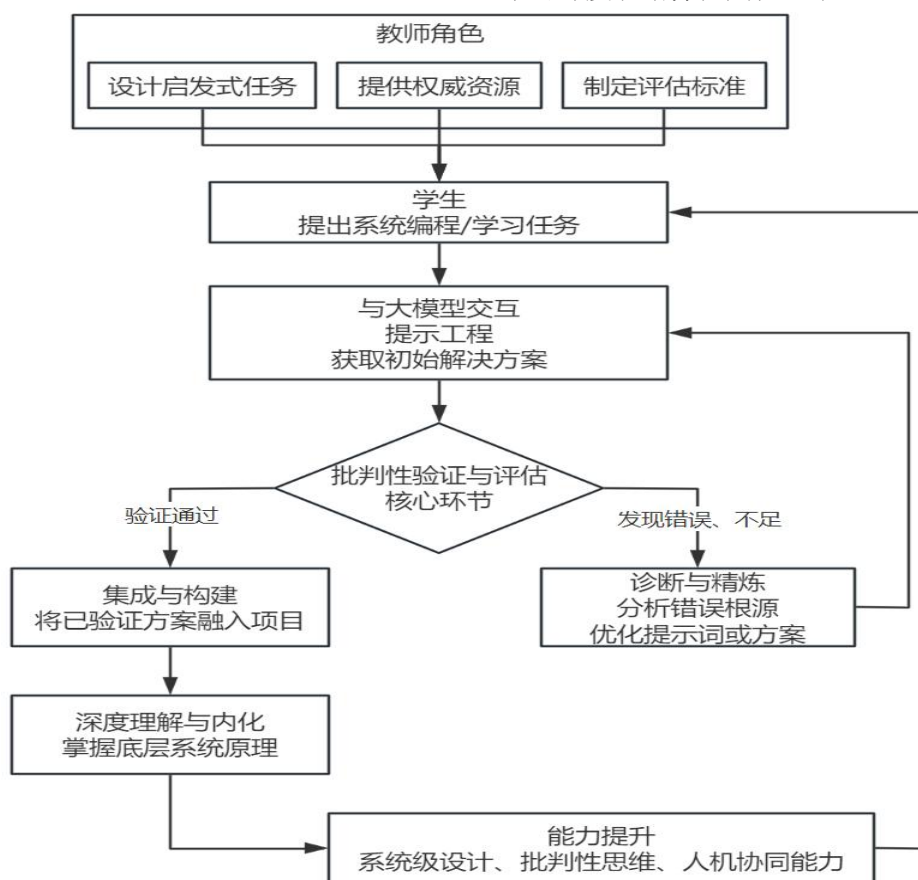 教师角色
设计启发式任务
提供权威资源
制定评估标准
学生
提出系统编程/学习任务
与大模型交互
提示工程
获取初始解决方案
批判性验证与评估
核心环节
验证通过
发现错误、不足
集成与构建
将已验证方案融入项目
诊断与精炼
分析错误根源
优化提示词或方案
深度理解与内化
掌握底层系统原理
能力提升
系统级设计、批判性思维、人机协同能力